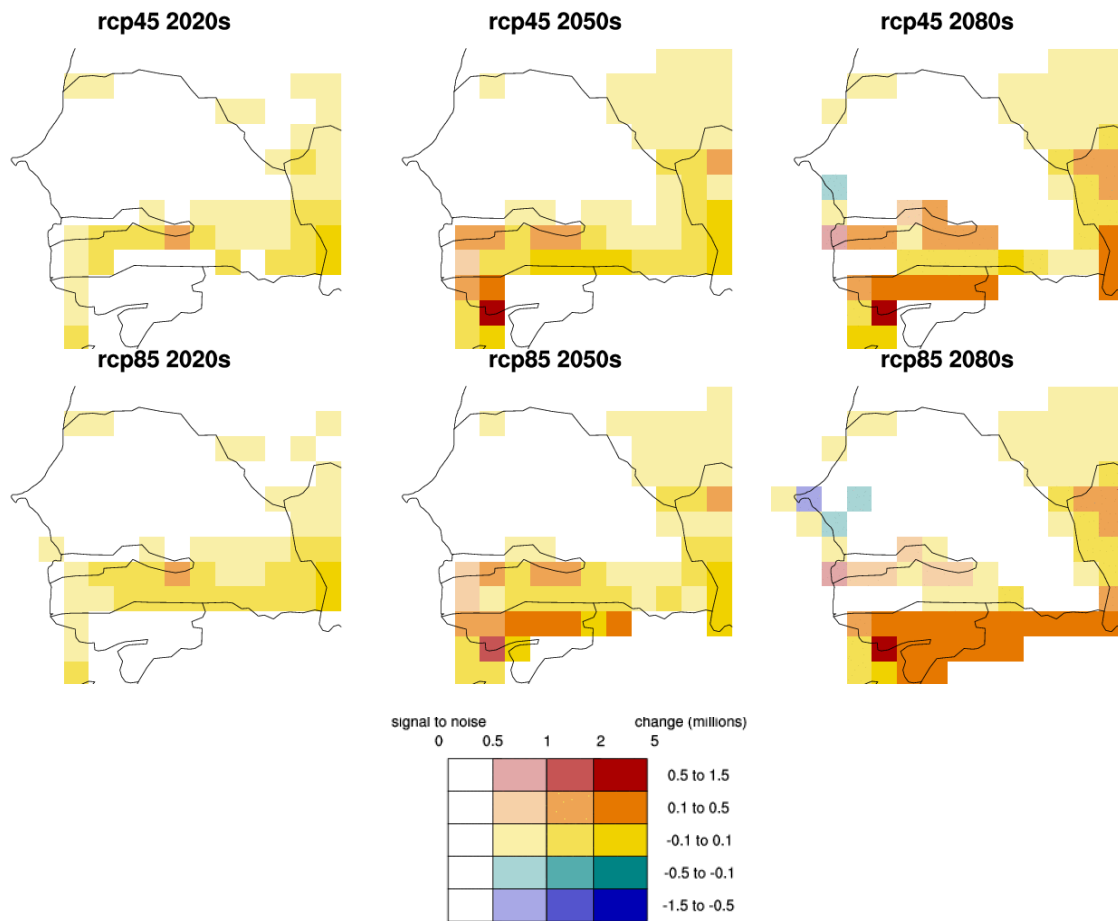 rcp45 2020s
rcp45 2050s
rcp45 2080s
rcp85 2020s
rcp85 2050s
rcp85 2080s
signal to noise
change (millions)
0 0.5 1 2 5
0.5 to 1.5
0.1 to 0.5
-0.1 to 0.1
-0.5 to -0.1
-1.5 to -0.5